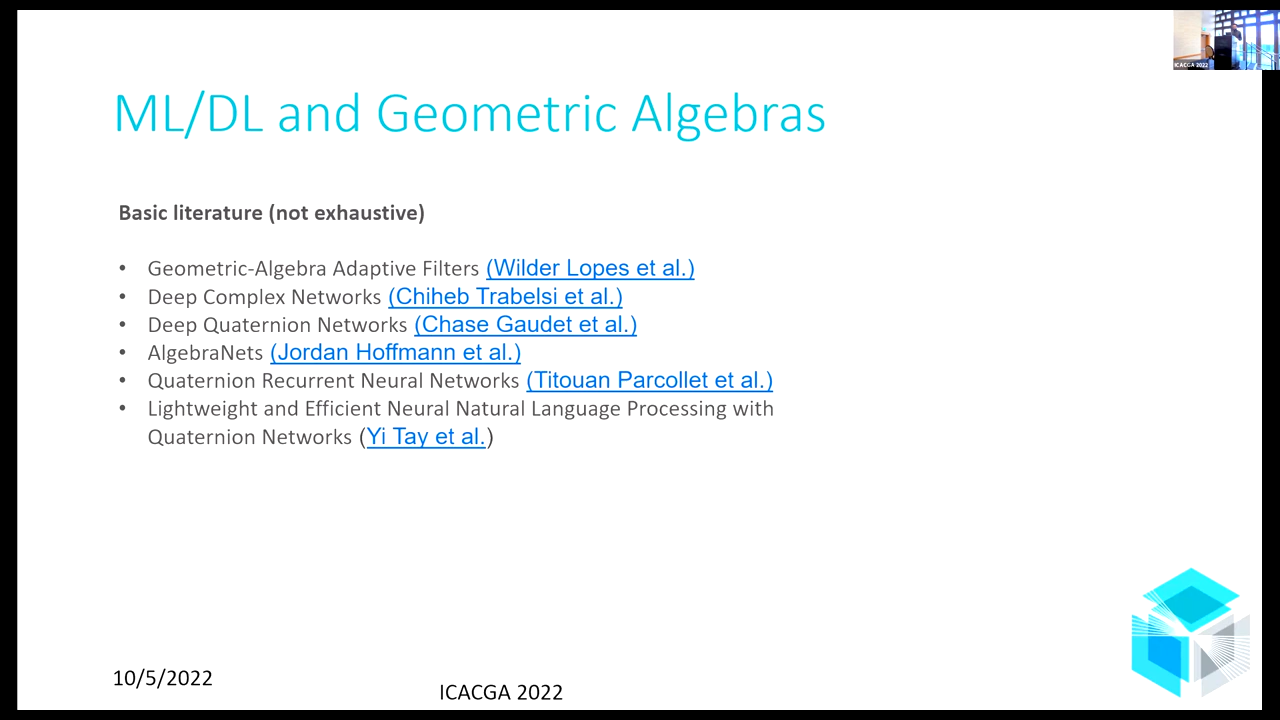 ICACGA 2022
ML/DL and Geometric Algebras
Basic literature (not exhaustive)
• Geometric-Algebra Adaptive Filters (Wilder Lopes et al.)
• Deep Complex Networks (Chiheb Trabelsi et al.)
• Deep Quaternion Networks (Chase Gaudet et al.)
• AlgebraNets (Jordan Hoffmann et al.)
• Quaternion Recurrent Neural Networks (Titouan Parcollet et al.)
• Lightweight and Efficient Neural Natural Language Processing with
Quaternion Networks (Yi Tay et al.)
10/5/2022
ICACGA 2022